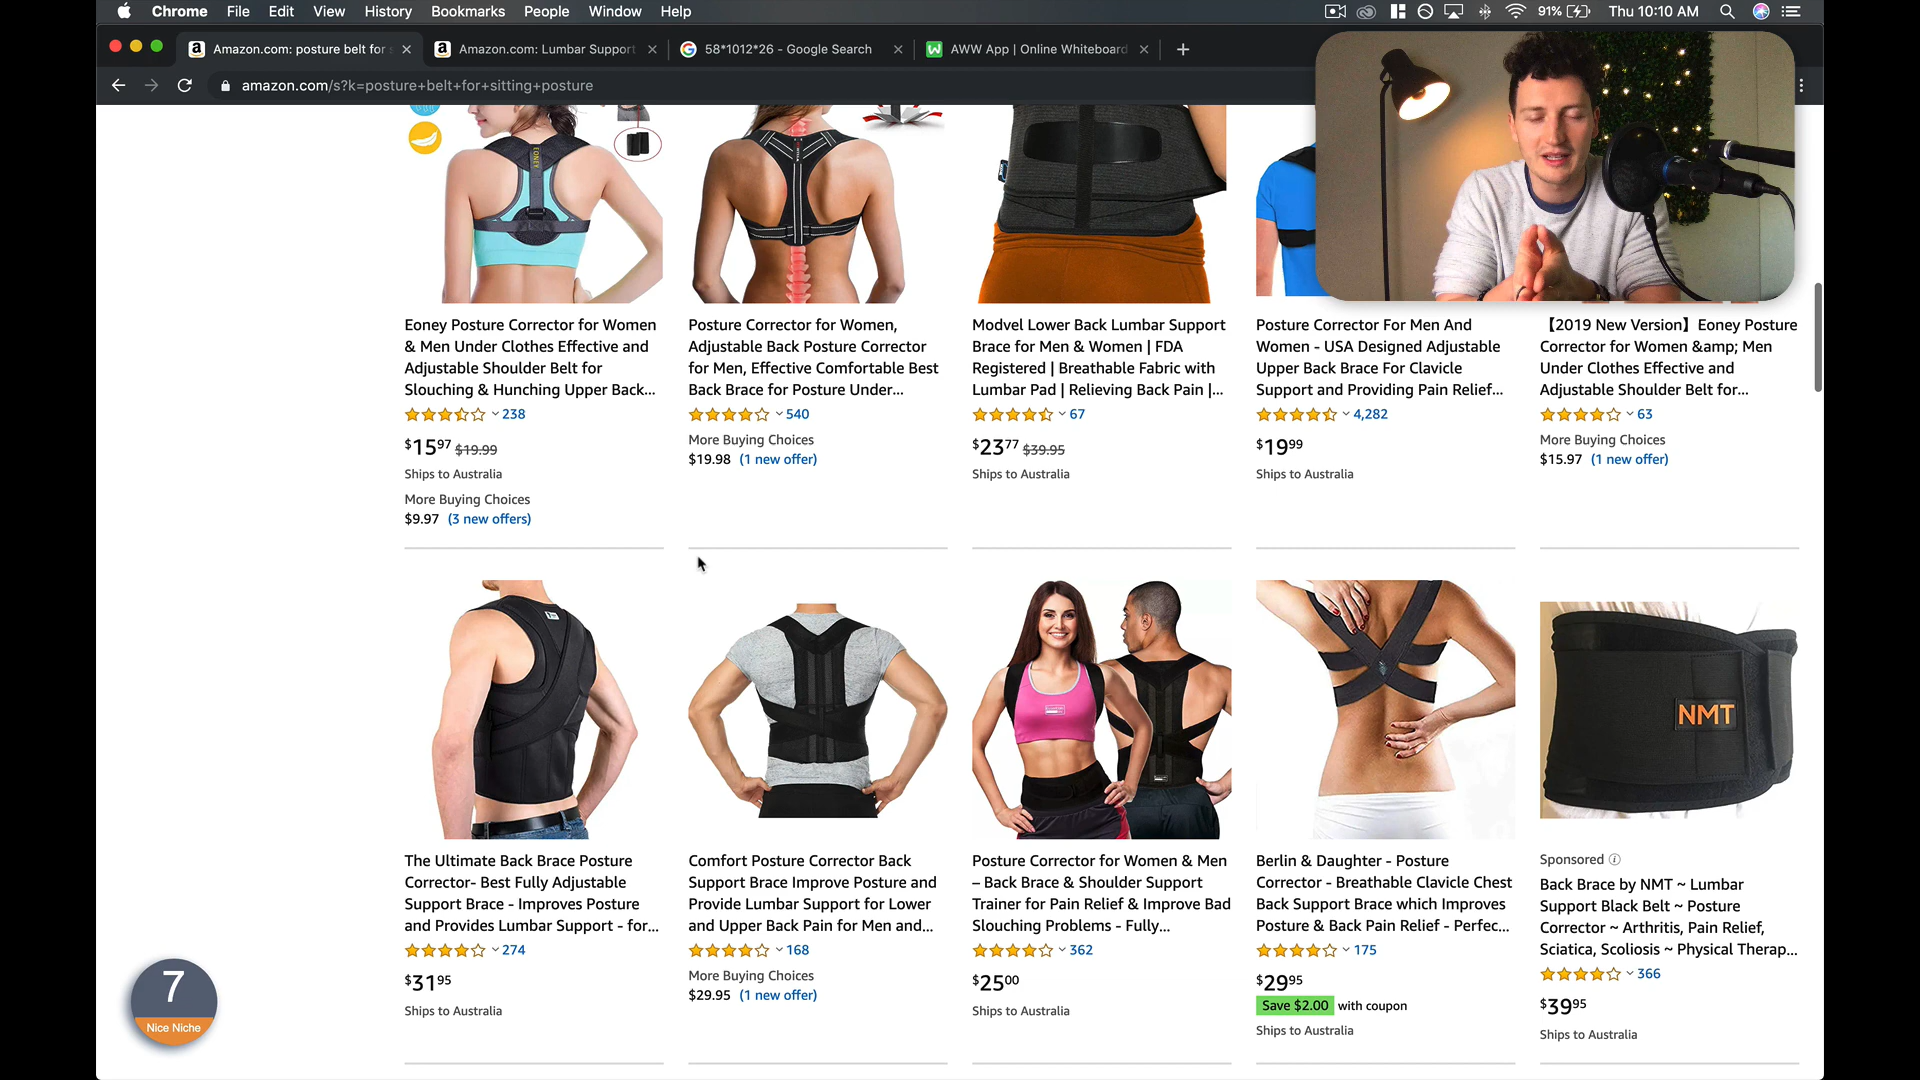 Chrome File Edit View History Bookmarks People Window Help 91% Thu 10:10 AM
Amazon.com: posture belt for Amazon.com: Lumbar Support 58*1012*26 - Google Search AWW App | Online Whiteboard
amazon.com/s?k=posture+belt+for+sitting+posture
EONEY
Eoney Posture Corrector for Women
& Men Under Clothes Effective and
Adjustable Shoulder Belt for
Slouching & Hunching Upper Back...
238
$1597 $19.99
Ships to Australia
More Buying Choices
$9.97 (3 new offers)
Posture Corrector for Women,
Adjustable Back Posture Corrector
for Men, Effective Comfortable Best
Back Brace for Posture Under...
540
More Buying Choices
$19.98 (1 new offer)
Modvel Lower Back Lumbar Support
Brace for Men & Women | FDA
Registered | Breathable Fabric with
Lumbar Pad | Relieving Back Pain |...
67
$2377 $39.95
Ships to Australia
Posture Corrector For Men And
Women - USA Designed Adjustable
Upper Back Brace For Clavicle
Support and Providing Pain Relief...
4,282
$1999
Ships to Australia
【2019 New Version】Eoney Posture
Corrector for Women &amp; Men
Under Clothes Effective and
Adjustable Shoulder Belt for...
63
More Buying Choices
$15.97 (1 new offer)
The Ultimate Back Brace Posture
Corrector- Best Fully Adjustable
Support Brace - Improves Posture
and Provides Lumbar Support - for...
274
$3195
Ships to Australia
Comfort Posture Corrector Back
Support Brace Improve Posture and
Provide Lumbar Support for Lower
and Upper Back Pain for Men and...
168
More Buying Choices
$29.95 (1 new offer)
Posture Corrector for Women & Men
– Back Brace & Shoulder Support
Trainer for Pain Relief & Improve Bad
Slouching Problems - Fully...
362
$2500
Ships to Australia
Berlin & Daughter - Posture
Corrector - Breathable Clavicle Chest
Back Support Brace which Improves
Posture & Back Pain Relief - Perfec...
175
$2995
Save $2.00 with coupon
Ships to Australia
NMT
Sponsored
Back Brace by NMT ~ Lumbar
Support Black Belt ~ Posture
Corrector ~ Arthritis, Pain Relief,
Sciatica, Scoliosis ~ Physical Therap...
366
$3995
Ships to Australia
7
Nice Niche